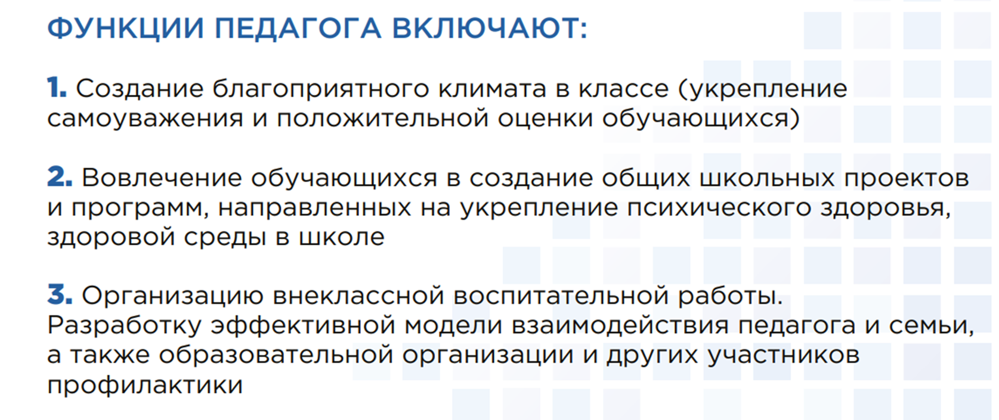 ФУНКЦИИ ПЕДАГОГА ВКЛЮЧАЮТ:
1. Создание благоприятного климата в классе (укрепление
самоуважения и положительной оценки обучающихся)
2. Вовлечение обучающихся в создание общих школьных проектов
и программ, направленных на укрепление психического здоровья,
здоровой среды в школе
3. Организацию внеклассной воспитательной работы.
Разработку эффективной модели взаимодействия педагога и семьи,
а также образовательной организации и других участников
профилактики